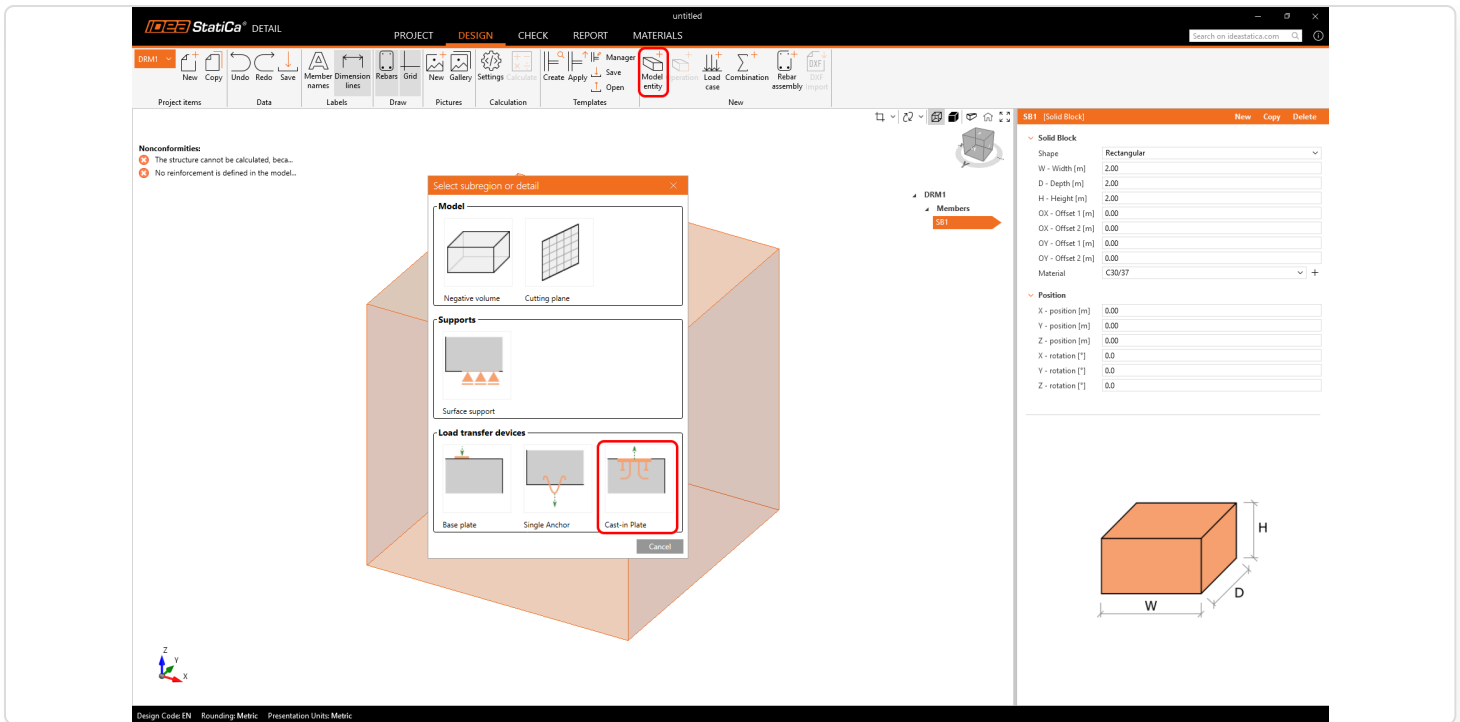 untitled
IDEA StatiCa® DETAIL
PROJECT DESIGN CHECK REPORT MATERIALS
Search on ideastatica.com
DRM1
New Copy
Undo Redo Save
Member names
Dimension lines
Rebars Grid
New Gallery
Settings Calculate
Create Apply
Manager
Save
Open
Model entity
Operation
Load case
Combination
Rebar assembly
DXF
DXF Import
Project items Data Labels Draw Pictures Calculation Templates New
Nonconformities:
The structure cannot be calculated, beca...
No reinforcement is defined in the model...
DRM1
Members
SB1
Select subregion or detail
Model
Negative volume Cutting plane
Supports
Surface support
Load transfer devices
Base plate Single Anchor Cast-in Plate
Cancel
SB1 [Solid Block] New Copy Delete
Solid Block
Shape Rectangular
W - Width [m] 2.00
D - Depth [m] 2.00
H - Height [m] 2.00
OX - Offset 1 [m] 0.00
OX - Offset 2 [m] 0.00
OY - Offset 1 [m] 0.00
OY - Offset 2 [m] 0.00
Material C30/37
Position
X - position [m] 0.00
Y - position [m] 0.00
Z - position [m] 0.00
X - rotation [°] 0.0
Y - rotation [°] 0.0
Z - rotation [°] 0.0
H
D
W
Z
Y
X
Design Code: EN Rounding: Metric Presentation Units: Metric